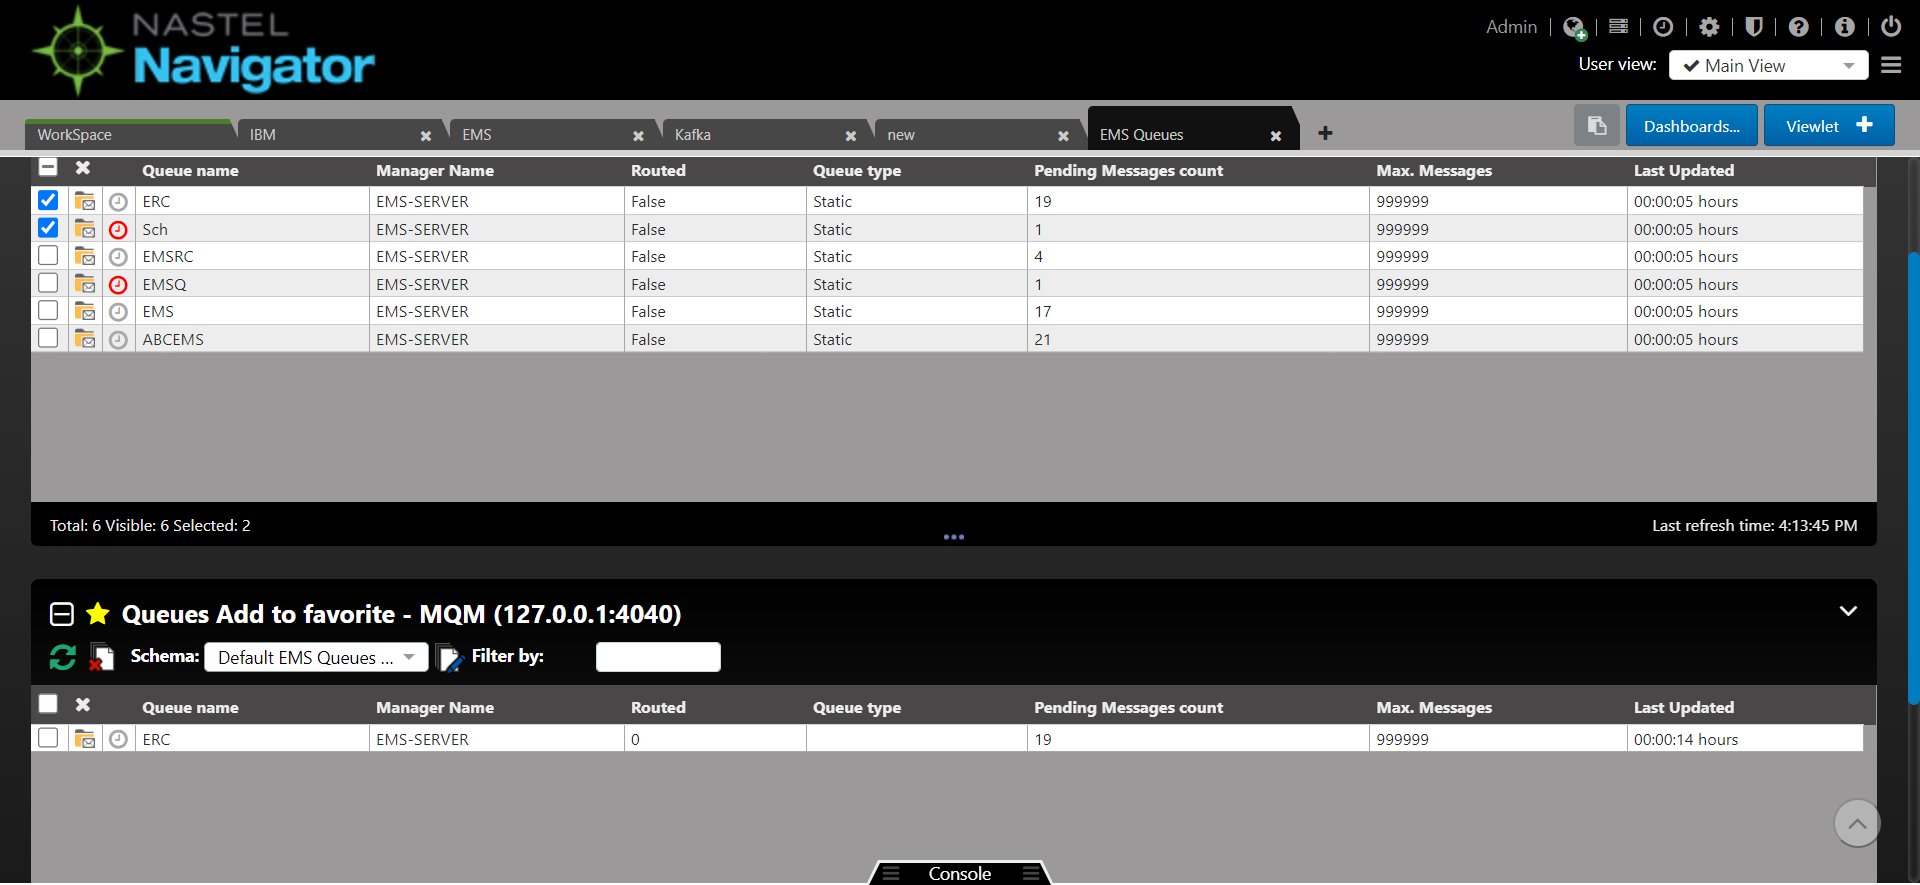 NASTEL
Navigator
Admin
User view: Main View
WorkSpace IBM EMS Kafka new EMS Queues
Dashboards... Viewlet
Queue name Manager Name Routed Queue type Pending Messages count Max. Messages Last Updated
ERC EMS-SERVER False Static 19 999999 00:00:05 hours
Sch EMS-SERVER False Static 1 999999 00:00:05 hours
EMSRC EMS-SERVER False Static 4 999999 00:00:05 hours
EMSQ EMS-SERVER False Static 1 999999 00:00:05 hours
EMS EMS-SERVER False Static 17 999999 00:00:05 hours
ABCEMS EMS-SERVER False Static 21 999999 00:00:05 hours
Total: 6 Visible: 6 Selected: 2 Last refresh time: 4:13:45 PM
Queues Add to favorite - MQM (127.0.0.1:4040)
Schema: Default EMS Queues ... Filter by:
Queue name Manager Name Routed Queue type Pending Messages count Max. Messages Last Updated
ERC EMS-SERVER 0 19 999999 00:00:14 hours
Console